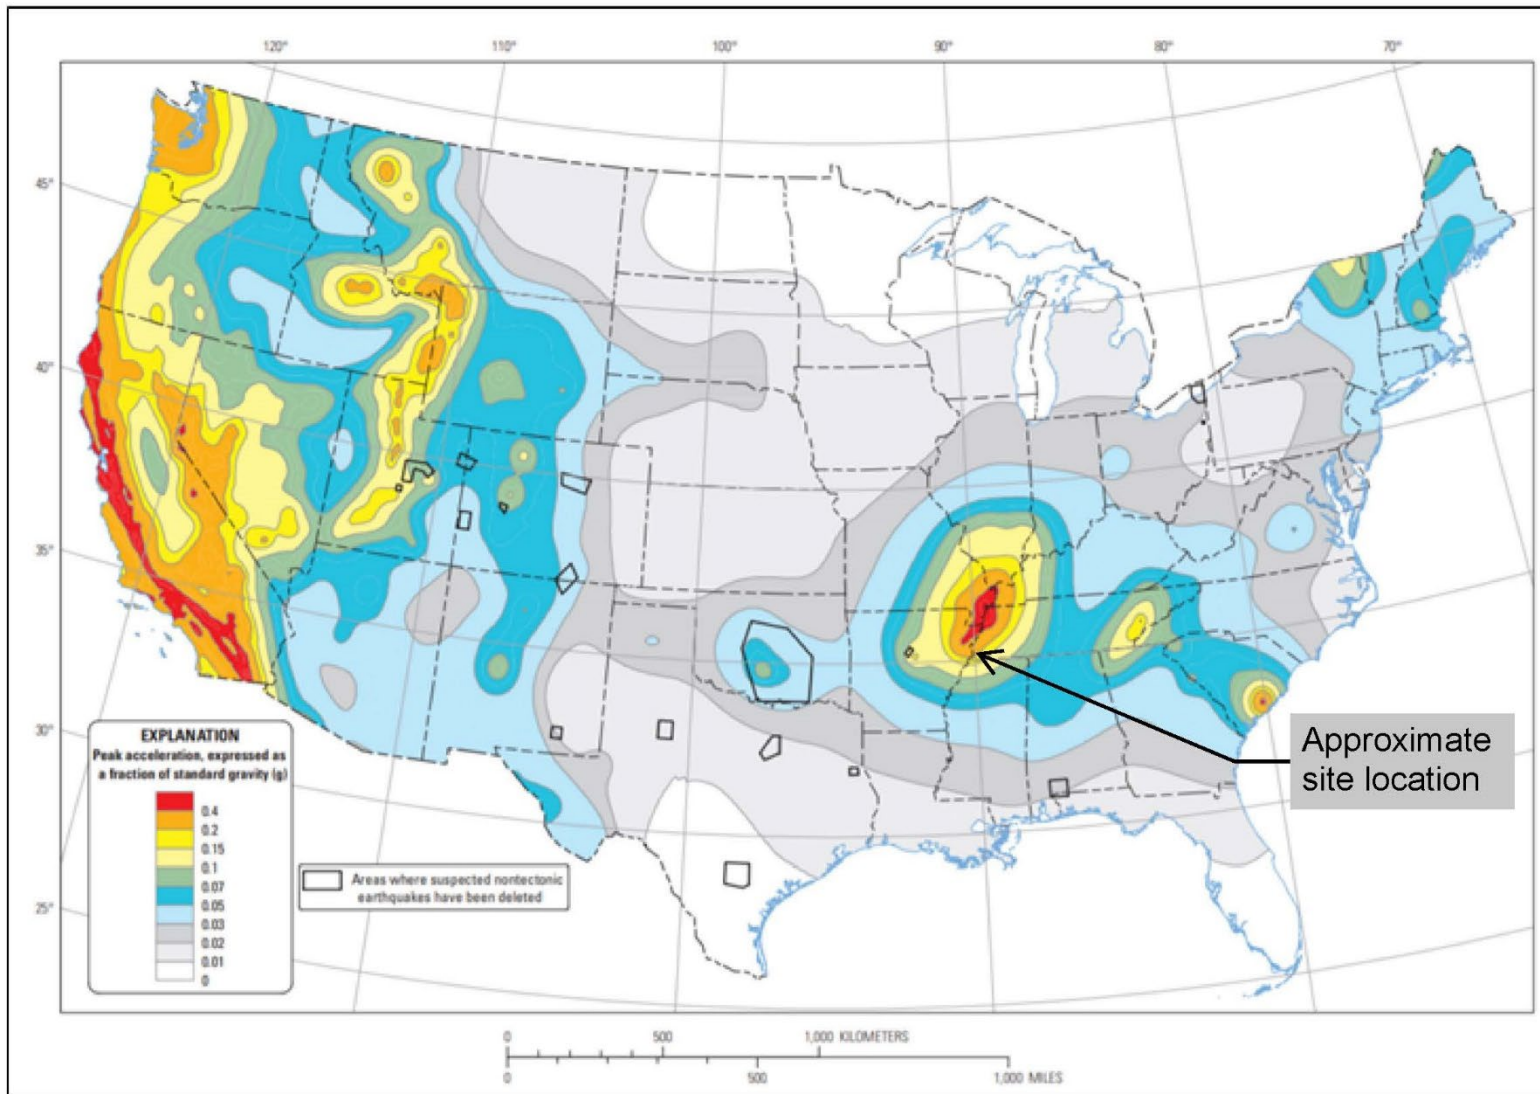 120°
110°
100°
90°
80°
70°
45°
40°
35°
30°
25°
EXPLANATION
Peak acceleration, expressed as
a fraction of standard gravity (g)
0.4
0.2
0.15
0.1
0.07
0.05
0.03
0.02
0.01
0
Areas where suspected nontectonic
earthquakes have been deleted
Approximate
site location
0 500 1,000 KILOMETERS
0 500 1,000 MILES